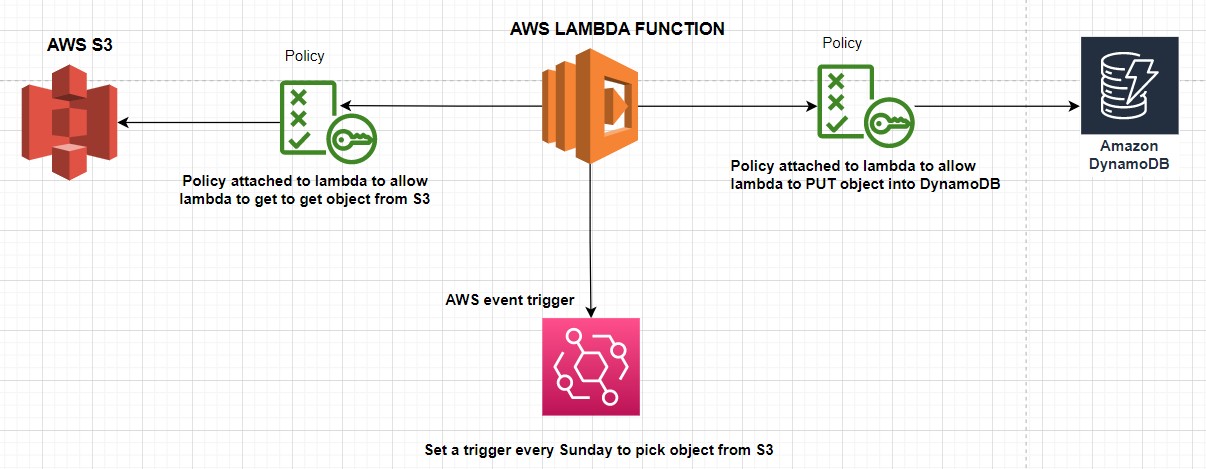 AWS LAMBDA FUNCTION
AWS S3
Policy
Policy
Policy attached to lambda to allow
lambda to get to get object from S3
Policy attached to lambda to allow
lambda to PUT object into DynamoDB
Amazon
DynamoDB
AWS event trigger
Set a trigger every Sunday to pick object from S3